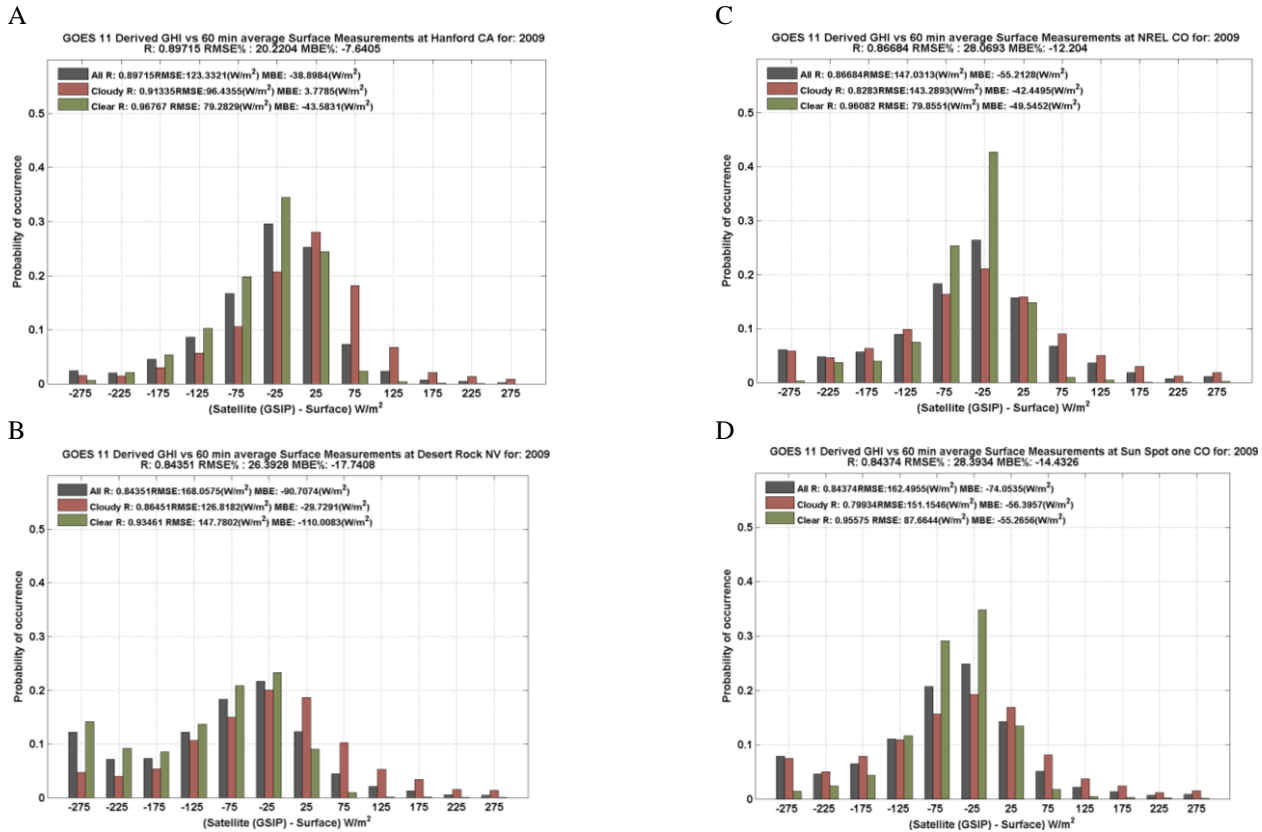 A
GOES 11 Derived GHI vs 60 min average Surface Measurements at Hanford CA for: 2009
R: 0.89715 RMSE% : 20.2204 MBE%: -7.6405
All R: 0.89715RMSE:123.3321(W/m²) MBE: -38.8984(W/m²)
Cloudy R: 0.91335RMSE:96.4355(W/m²) MBE: 3.7785(W/m²)
Clear R: 0.96767 RMSE: 79.2829(W/m²) MBE: -43.5831(W/m²)
Probability of occurrence
0.5
0.4
0.3
0.2
0.1
0
-275 -225 -175 -125 -75 -25 25 75 125 175 225 275
(Satellite (GSIP) - Surface) W/m²
B
GOES 11 Derived GHI vs 60 min average Surface Measurements at Desert Rock NV for: 2009
R: 0.84351 RMSE% : 26.3928 MBE%: -17.7408
All R: 0.84351RMSE:168.0575(W/m²) MBE: -90.7074(W/m²)
Cloudy R: 0.86451RMSE:126.8182(W/m²) MBE: -29.7291(W/m²)
Clear R: 0.93461 RMSE: 147.7802(W/m²) MBE: -110.0083(W/m²)
Probability of occurrence
0.5
0.4
0.3
0.2
0.1
0
-275 -225 -175 -125 -75 -25 25 75 125 175 225 275
(Satellite (GSIP) - Surface) W/m²
C
GOES 11 Derived GHI vs 60 min average Surface Measurements at NREL CO for: 2009
R: 0.86684 RMSE% : 28.0693 MBE%: -12.204
All R: 0.86684RMSE:147.0313(W/m²) MBE: -55.2128(W/m²)
Cloudy R: 0.8283RMSE:143.2893(W/m²) MBE: -42.4495(W/m²)
Clear R: 0.96082 RMSE: 79.8551(W/m²) MBE: -49.5452(W/m²)
Probability of occurrence
0.5
0.4
0.3
0.2
0.1
0
-275 -225 -175 -125 -75 -25 25 75 125 175 225 275
(Satellite (GSIP) - Surface) W/m²
D
GOES 11 Derived GHI vs 60 min average Surface Measurements at Sun Spot one CO for: 2009
R: 0.84374 RMSE% : 28.3934 MBE%: -14.4326
All R: 0.84374RMSE:162.4955(W/m²) MBE: -74.0535(W/m²)
Cloudy R: 0.79934RMSE:151.1546(W/m²) MBE: -56.3957(W/m²)
Clear R: 0.95575 RMSE: 87.6644(W/m²) MBE: -55.2656(W/m²)
Probability of occurrence
0.5
0.4
0.3
0.2
0.1
0
-275 -225 -175 -125 -75 -25 25 75 125 175 225 275
(Satellite (GSIP) - Surface) W/m²